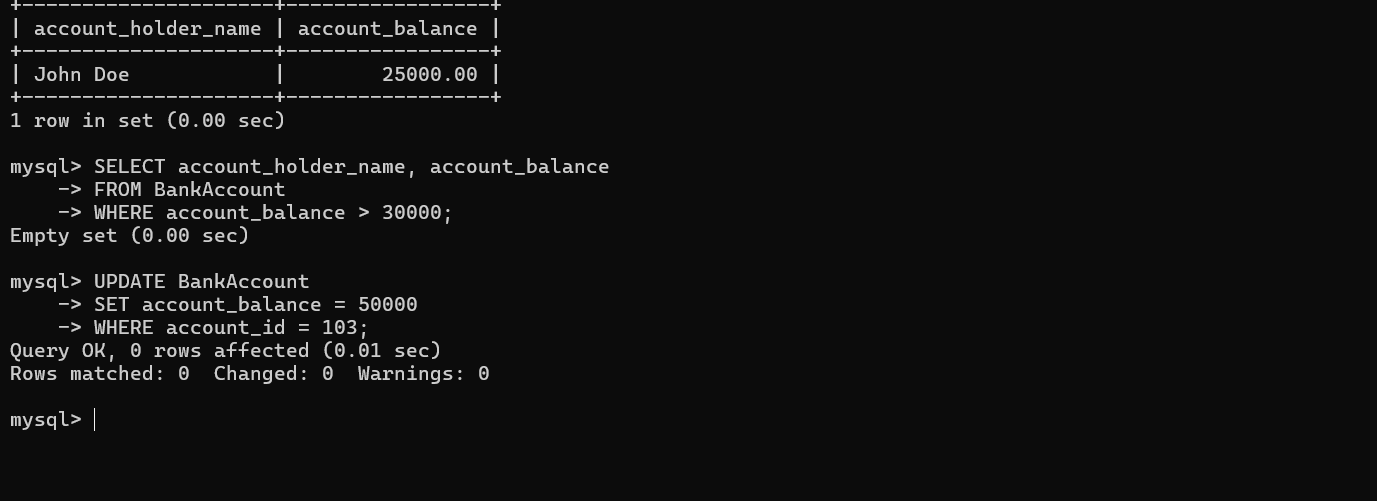 +---------------------+-----------------+
| account_holder_name | account_balance |
+---------------------+-----------------+
| John Doe            |        25000.00 |
+---------------------+-----------------+
1 row in set (0.00 sec)

mysql> SELECT account_holder_name, account_balance
    -> FROM BankAccount
    -> WHERE account_balance > 30000;
Empty set (0.00 sec)

mysql> UPDATE BankAccount
    -> SET account_balance = 50000
    -> WHERE account_id = 103;
Query OK, 0 rows affected (0.01 sec)
Rows matched: 0  Changed: 0  Warnings: 0

mysql>